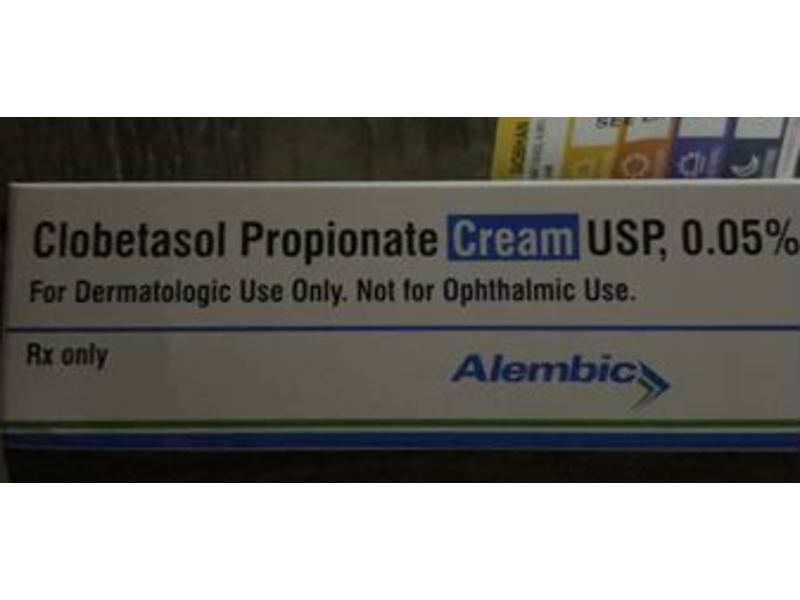 Clobetasol Propionate Cream USP, 0.05%
For Dermatologic Use Only. Not for Ophthalmic Use.
Rx only
Alembic